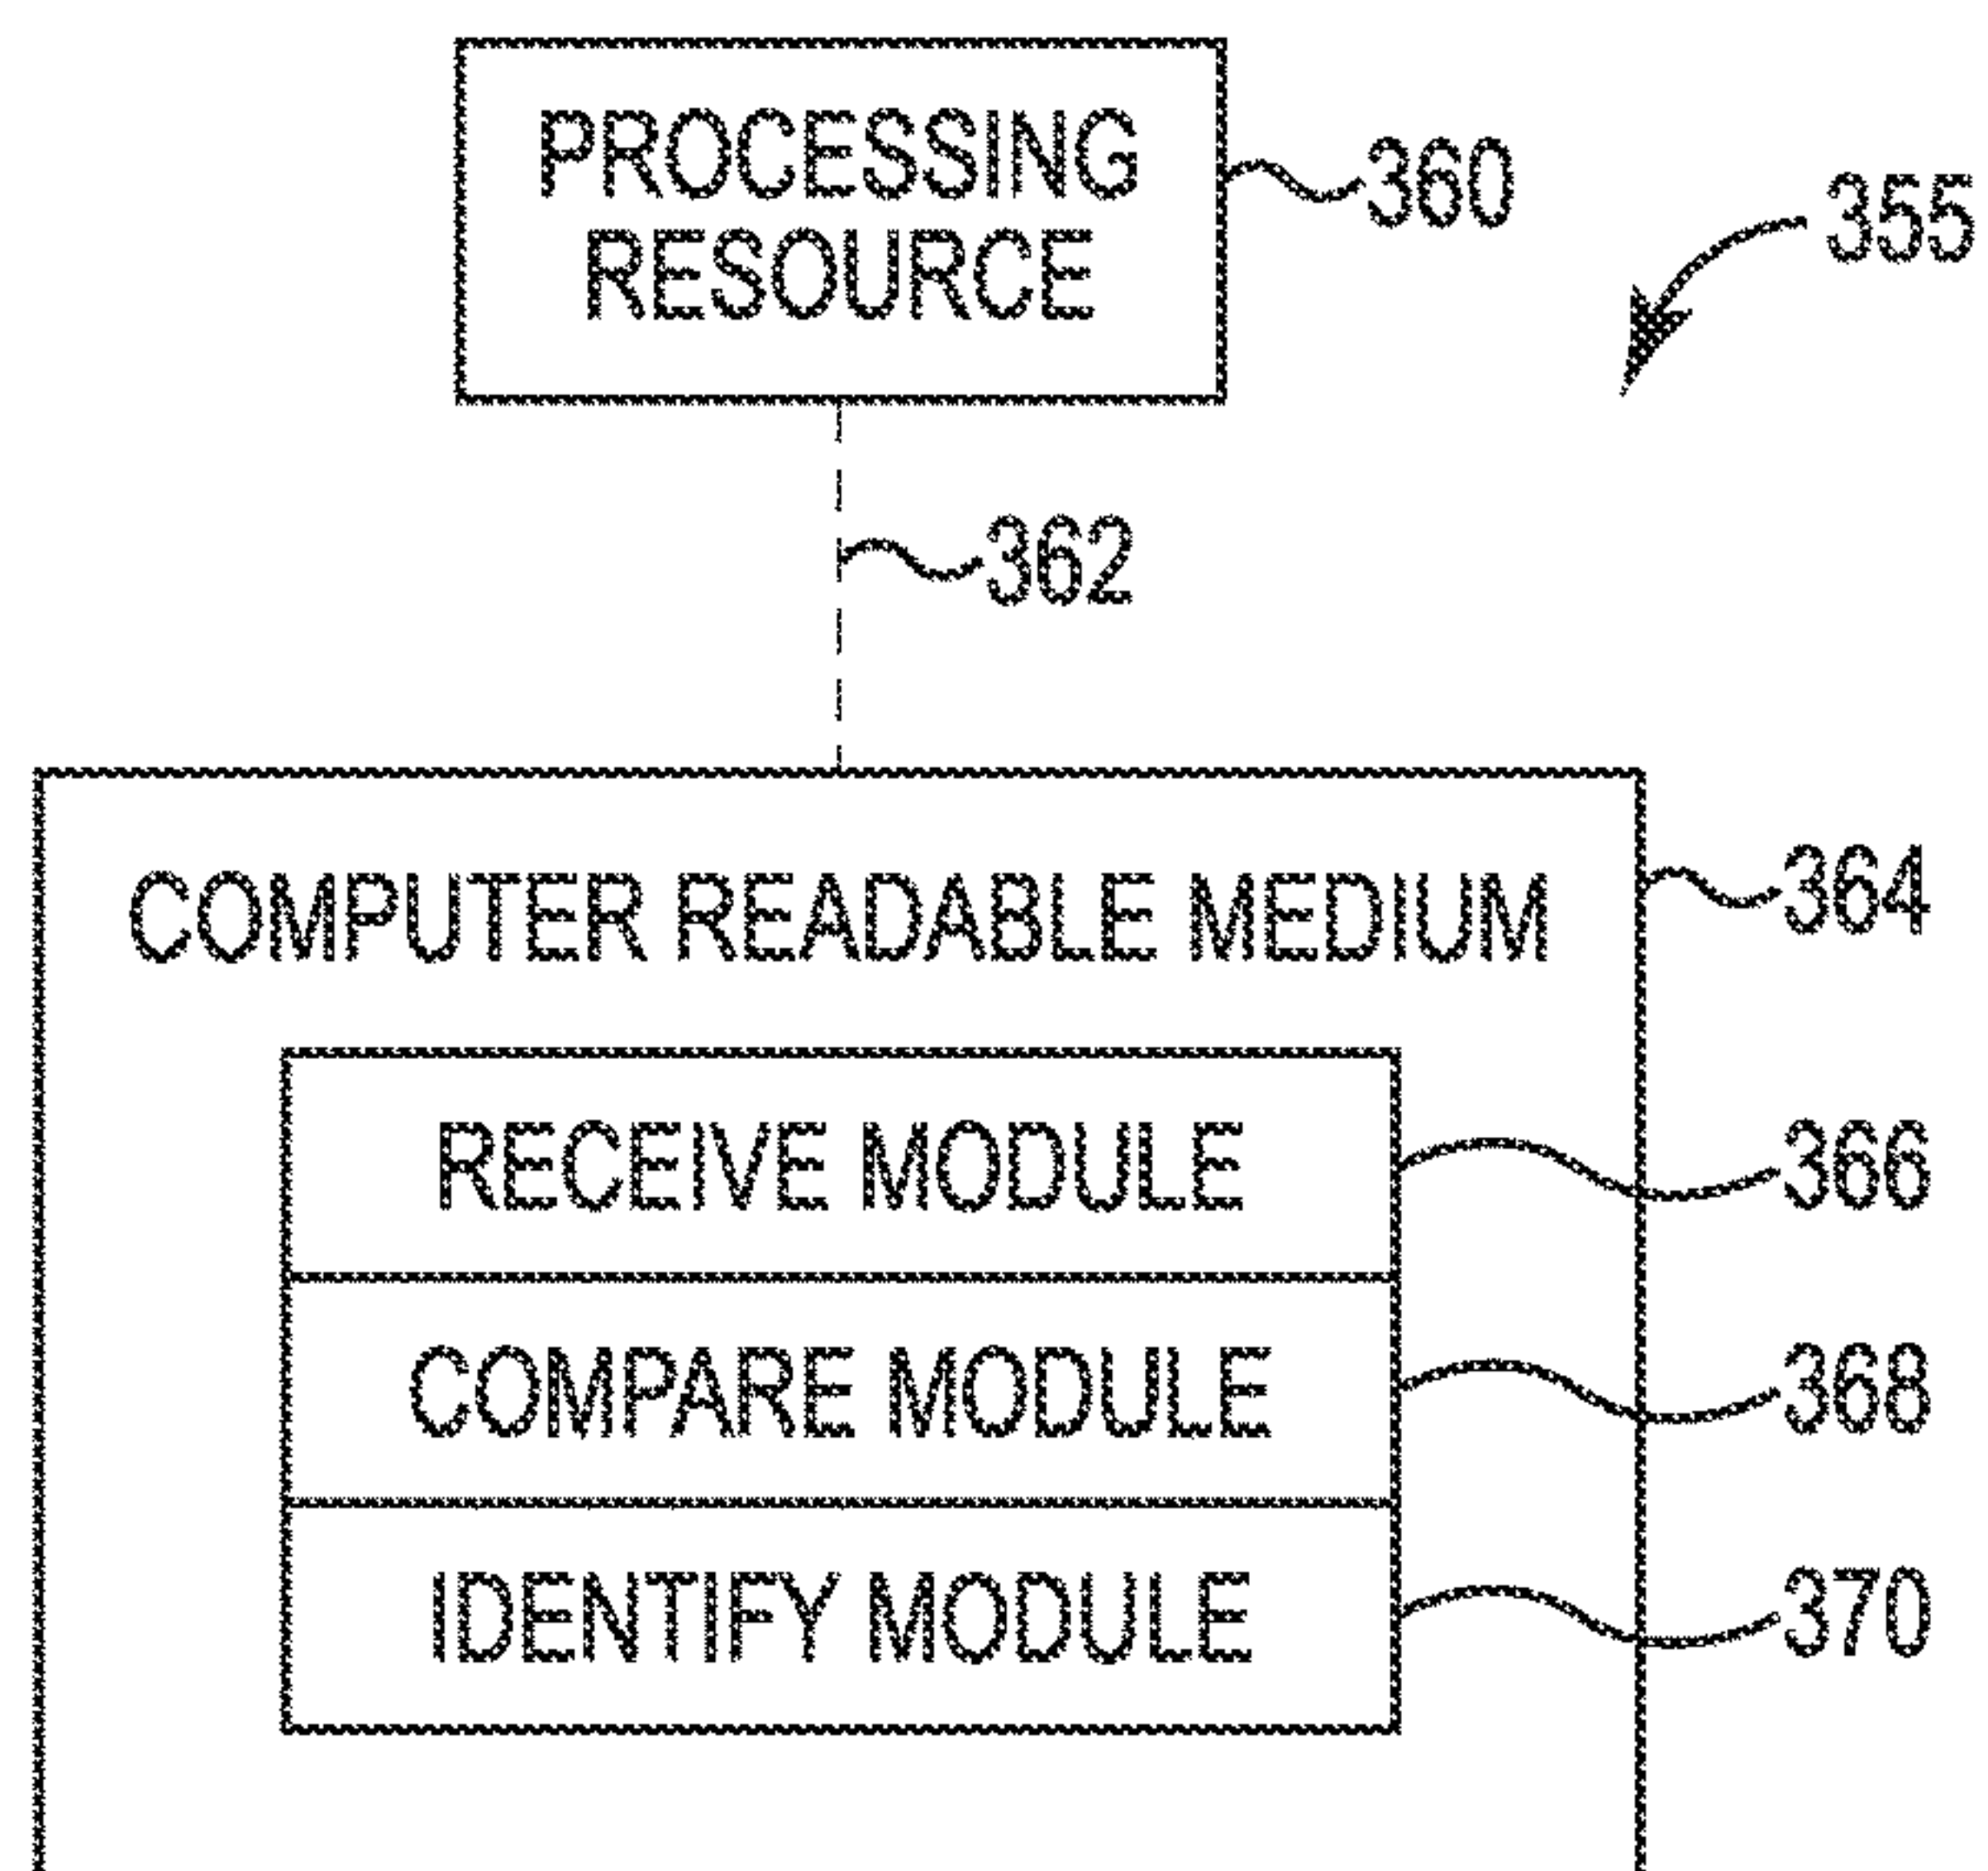 PROCESSING
RESOURCE
360
355
362
COMPUTER READABLE MEDIUM
364
RECEIVE MODULE
366
COMPARE MODULE
368
IDENTIFY MODULE
370